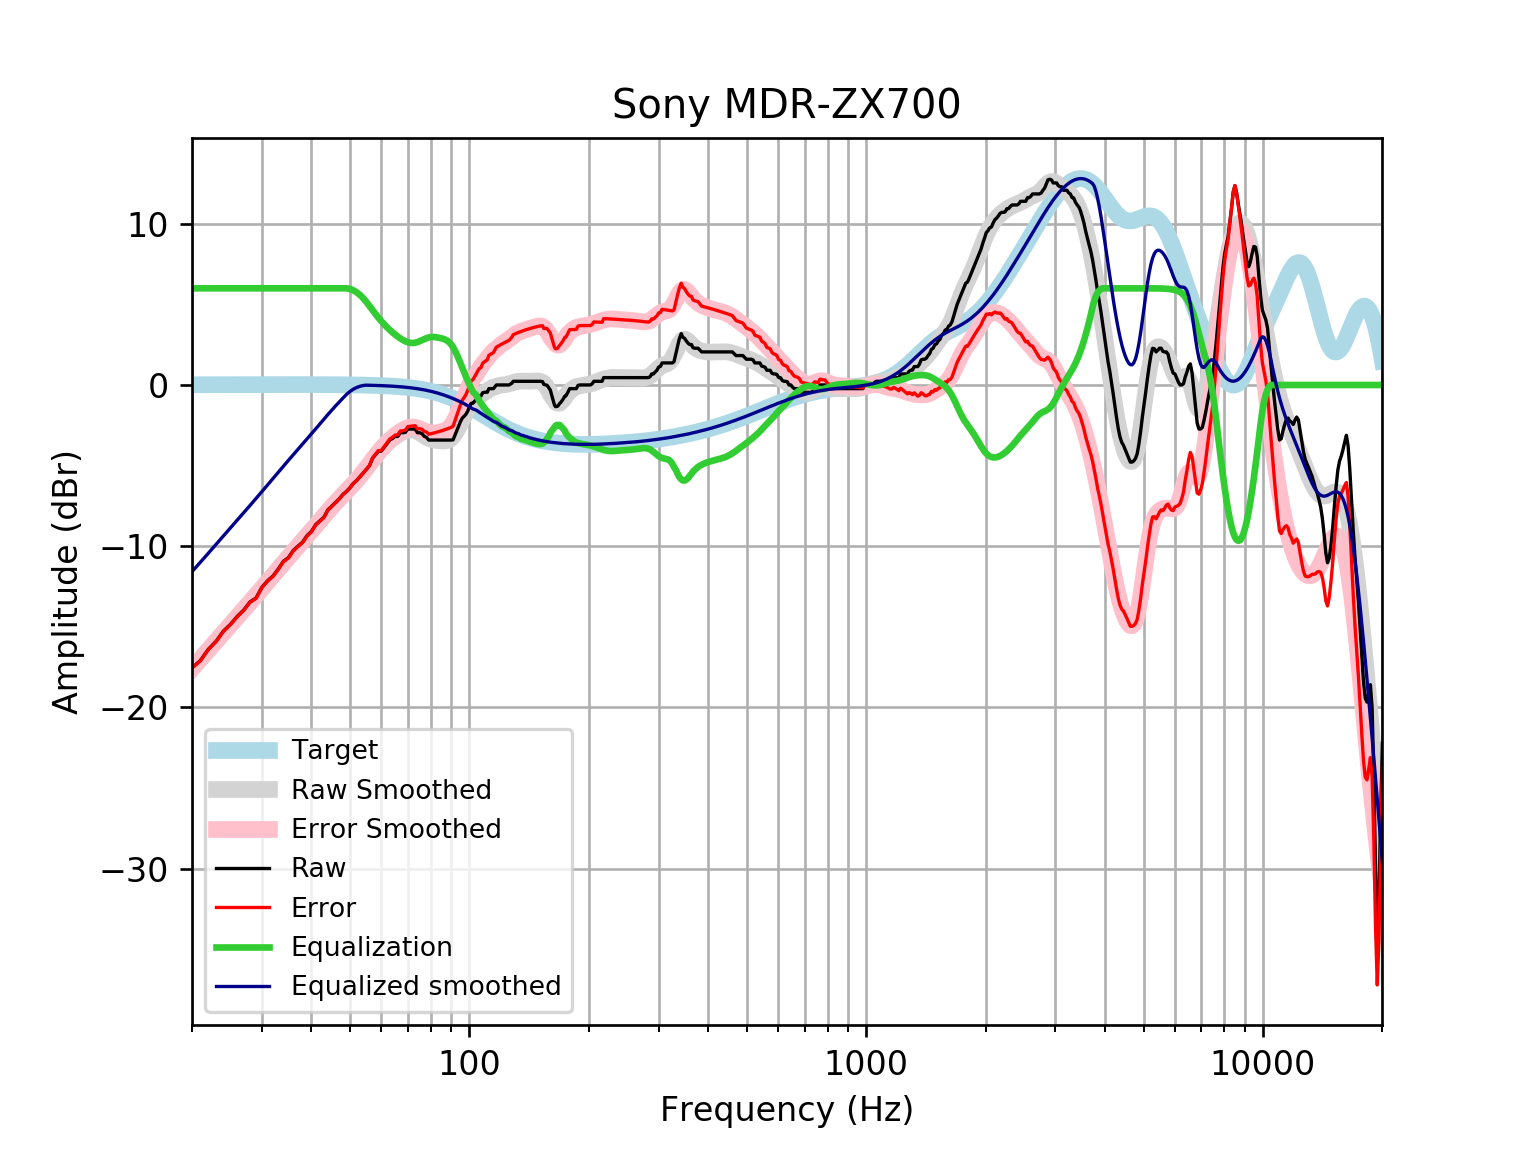 Sony MDR-ZX700
Amplitude (dBr)
10
0
−10
−20
−30
Target
Raw Smoothed
Error Smoothed
Raw
Error
Equalization
Equalized smoothed
100 1000 10000
Frequency (Hz)